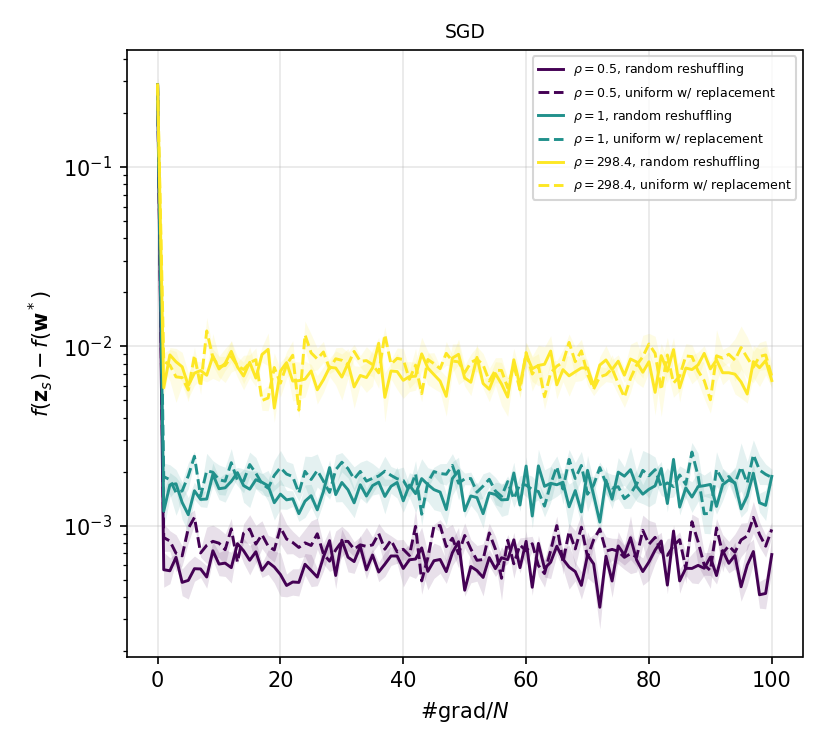 SGD
ρ = 0.5, random reshuffling
ρ = 0.5, uniform w/ replacement
ρ = 1, random reshuffling
ρ = 1, uniform w/ replacement
ρ = 298.4, random reshuffling
ρ = 298.4, uniform w/ replacement
10⁻¹
10⁻²
10⁻³
f(𝐳ₛ) − f(𝐰*)
0 20 40 60 80 100
#grad/N